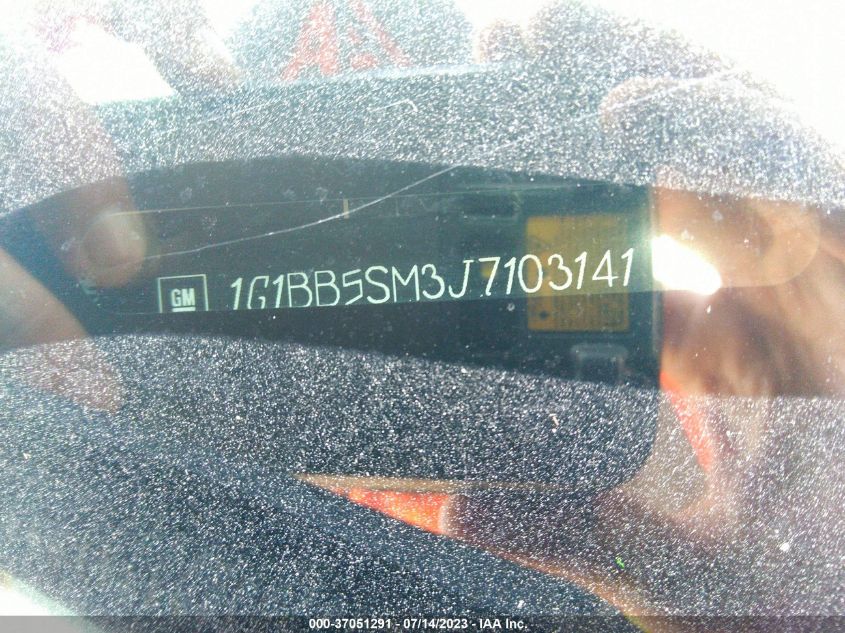 GM 1G1BB5SM3J7103141
000-37051291 - 07/14/2023 - IAA Inc.